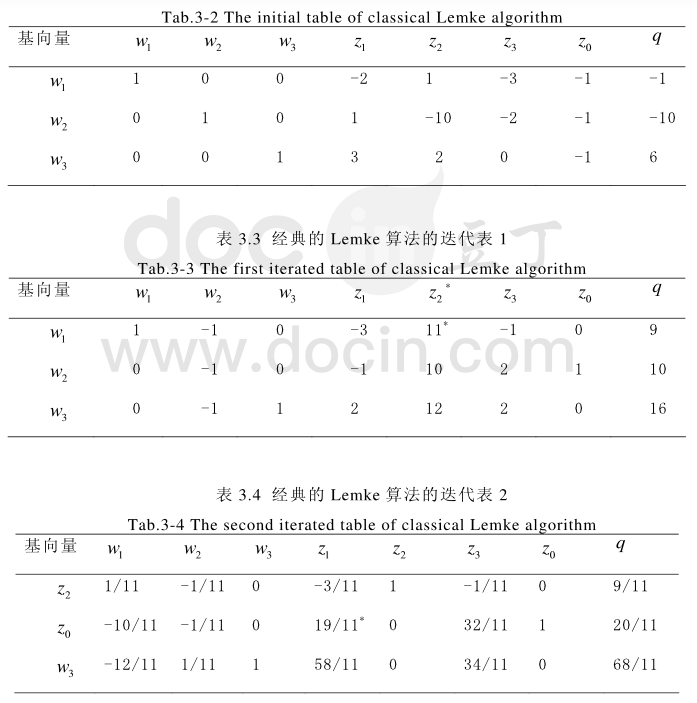 Tab.3-2 The initial table of classical Lemke algorithm
基向量 w₁ w₂ w₃ z₁ z₂ z₃ z₀ q
w₁ 1 0 0 -2 1 -3 -1 -1
w₂ 0 1 0 1 -10 -2 -1 -10
w₃ 0 0 1 3 2 0 -1 6
表 3.3 经典的 Lemke 算法的迭代表 1
Tab.3-3 The first iterated table of classical Lemke algorithm
基向量 w₁ w₂ w₃ z₁ z₂* z₃ z₀ q
w₁ 1 -1 0 -3 11* -1 0 9
w₂ 0 -1 0 -1 10 2 1 10
w₃ 0 -1 1 2 12 2 0 16
表 3.4 经典的 Lemke 算法的迭代表 2
Tab.3-4 The second iterated table of classical Lemke algorithm
基向量 w₁ w₂ w₃ z₁ z₂ z₃ z₀ q
z₂ 1/11 -1/11 0 -3/11 1 -1/11 0 9/11
z₀ -10/11 -1/11 0 19/11* 0 32/11 1 20/11
w₃ -12/11 1/11 1 58/11 0 34/11 0 68/11
doc in 豆丁
www.docin.com